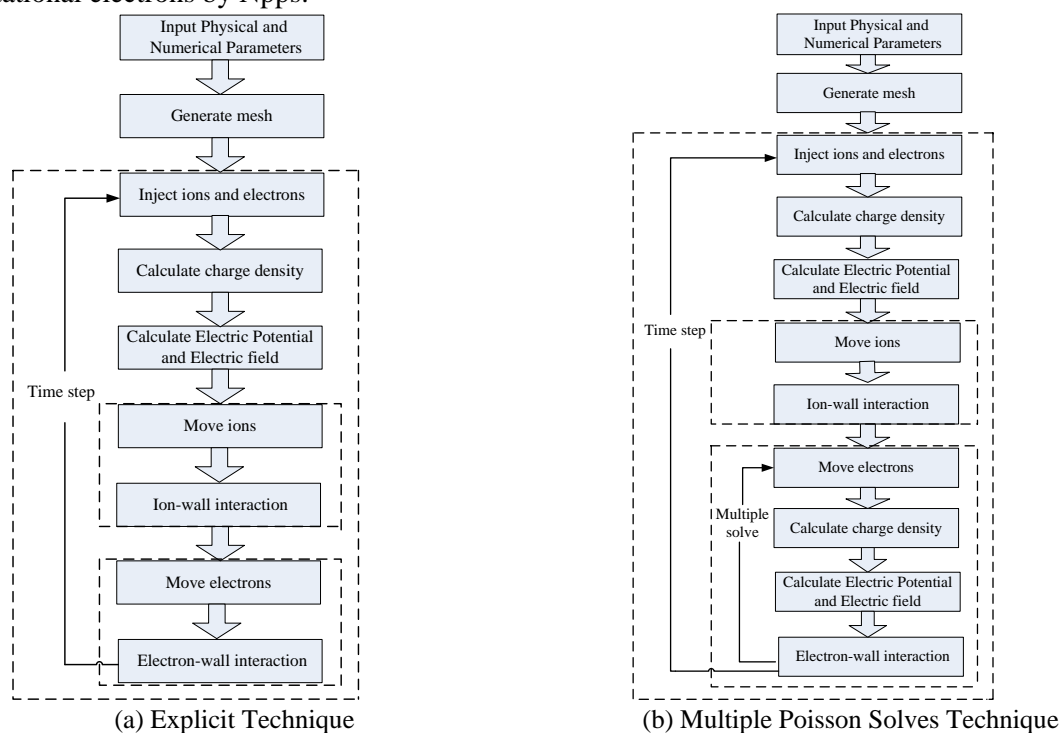 ational electrons by Npps.
Input Physical and
Numerical Parameters
Generate mesh
Inject ions and electrons
Calculate charge density
Calculate Electric Potential
and Electric field
Time step
Move ions
Ion-wall interaction
Move electrons
Electron-wall interaction
(a) Explicit Technique
Input Physical and
Numerical Parameters
Generate mesh
Inject ions and electrons
Calculate charge density
Calculate Electric Potential
and Electric field
Time step
Move ions
Ion-wall interaction
Move electrons
Multiple
solve
Calculate charge density
Calculate Electric Potential
and Electric field
Electron-wall interaction
(b) Multiple Poisson Solves Technique